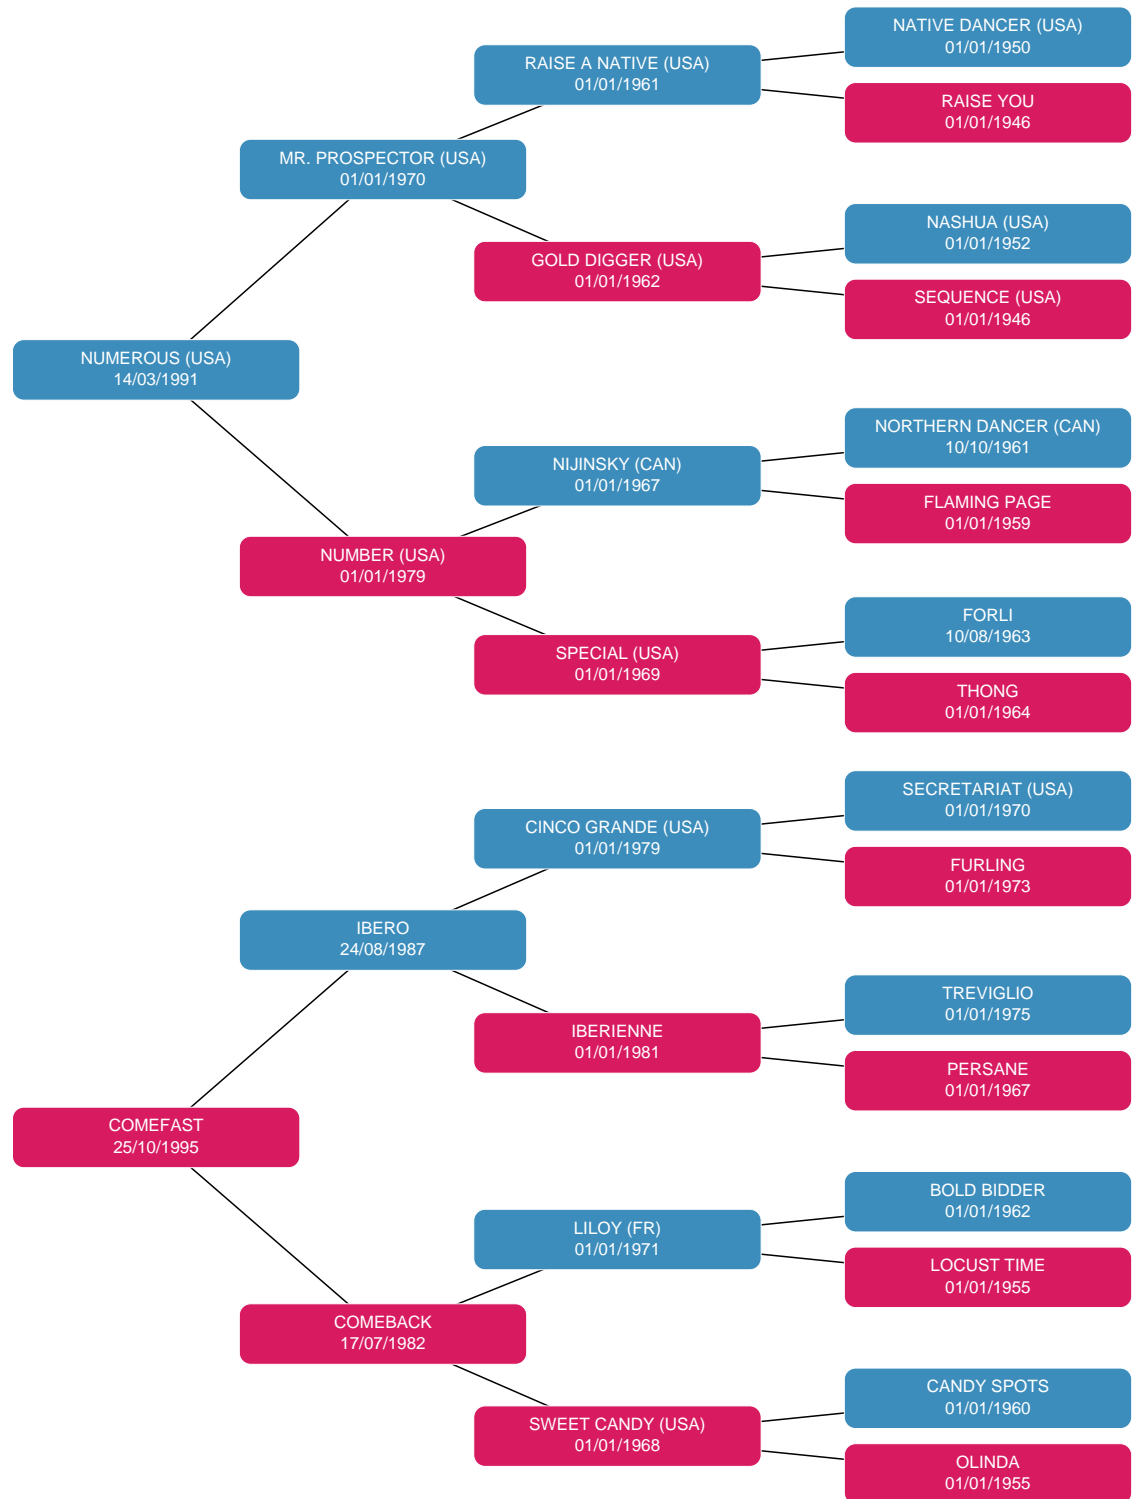 NATIVE DANCER (USA)
01/01/1950
RAISE A NATIVE (USA)
01/01/1961
RAISE YOU
01/01/1946
MR. PROSPECTOR (USA)
01/01/1970
NASHUA (USA)
01/01/1952
GOLD DIGGER (USA)
01/01/1962
SEQUENCE (USA)
01/01/1946
NUMEROUS (USA)
14/03/1991
NORTHERN DANCER (CAN)
10/10/1961
NIJINSKY (CAN)
01/01/1967
FLAMING PAGE
01/01/1959
NUMBER (USA)
01/01/1979
FORLI
10/08/1963
SPECIAL (USA)
01/01/1969
THONG
01/01/1964
SECRETARIAT (USA)
01/01/1970
CINCO GRANDE (USA)
01/01/1979
FURLING
01/01/1973
IBERO
24/08/1987
TREVIGLIO
01/01/1975
IBERIENNE
01/01/1981
PERSANE
01/01/1967
COMEFAST
25/10/1995
BOLD BIDDER
01/01/1962
LILOY (FR)
01/01/1971
LOCUST TIME
01/01/1955
COMEBACK
17/07/1982
CANDY SPOTS
01/01/1960
SWEET CANDY (USA)
01/01/1968
OLINDA
01/01/1955